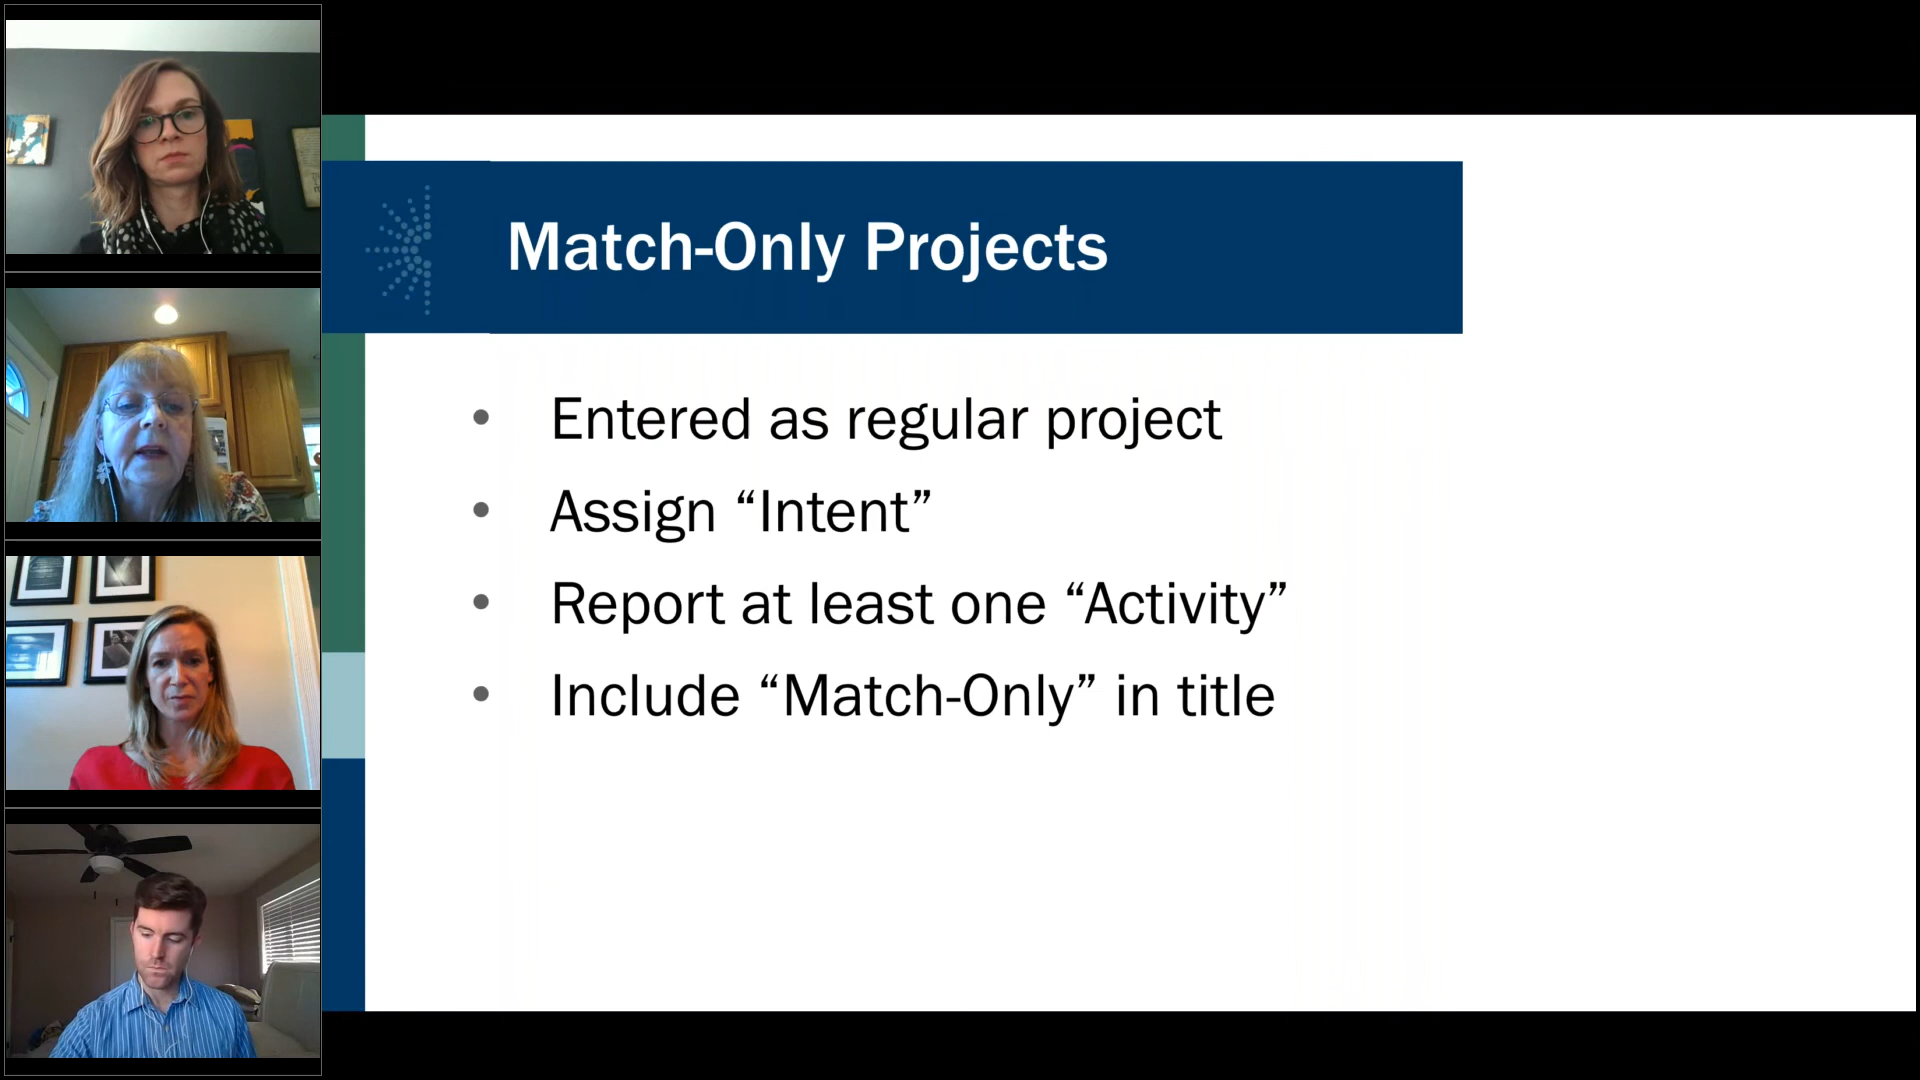 Match-Only Projects
• Entered as regular project
• Assign “Intent”
• Report at least one “Activity”
• Include “Match-Only” in title